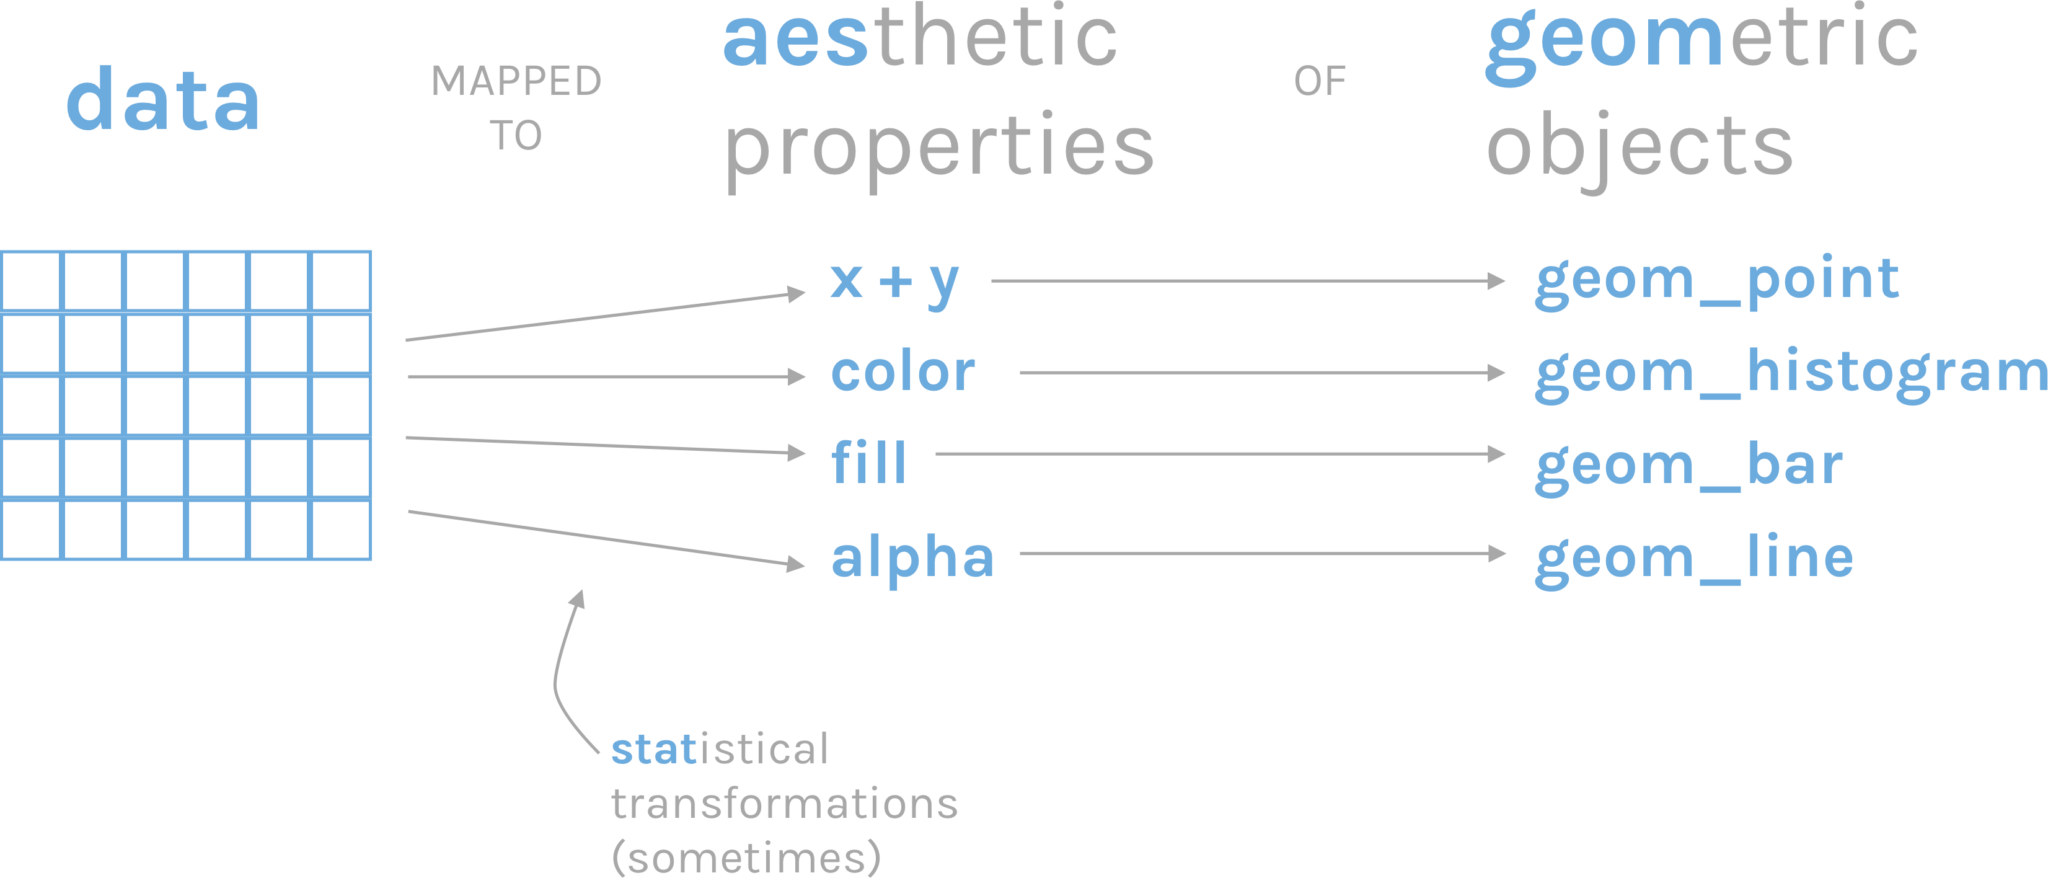 data
MAPPED
TO
aesthetic
properties
OF
geometric
objects
x + y
geom_point
color
geom_histogram
fill
geom_bar
alpha
geom_line
statistical
transformations
(sometimes)